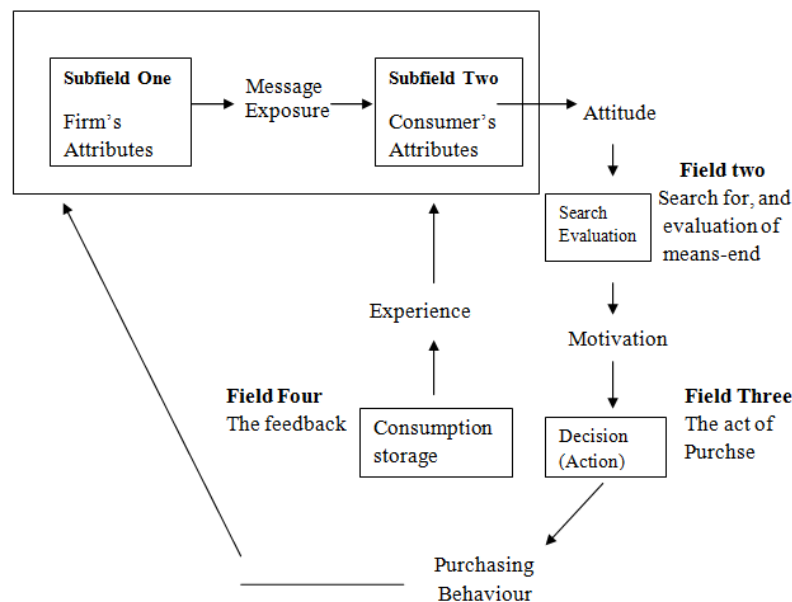 Subfield One
Firm's
Attributes
Message
Exposure
Subfield Two
Consumer's
Attributes
Attitude
Field two
Search for, and
evaluation of
means-end
Search
Evaluation
Experience
Motivation
Field Four
The feedback
Consumption
storage
Decision
(Action)
Field Three
The act of
Purchse
Purchasing
Behaviour